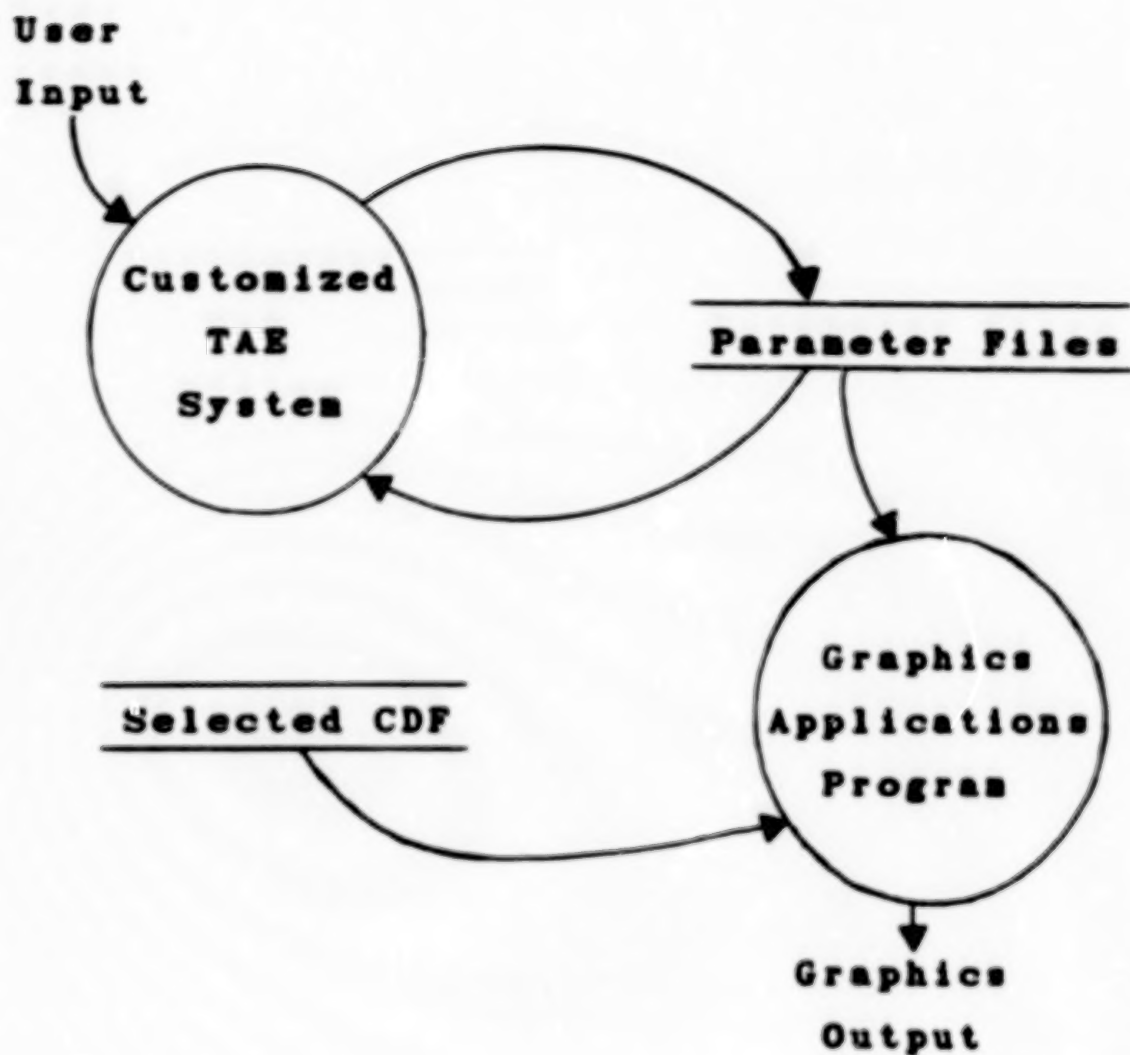 User
Input
Customized
TAE
System
Parameter Files
Selected CDF
Graphics
Applications
Program
Graphics
Output